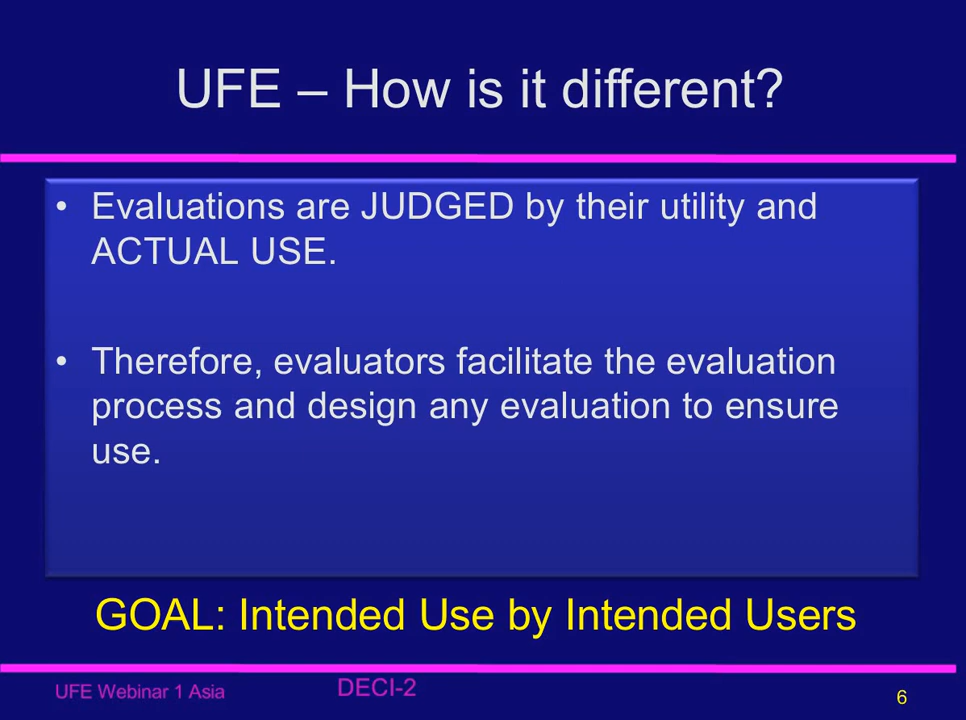 UFE – How is it different?
• Evaluations are JUDGED by their utility and
ACTUAL USE.
• Therefore, evaluators facilitate the evaluation
process and design any evaluation to ensure
use.
GOAL: Intended Use by Intended Users
UFE Webinar 1 Asia
DECI-2
6